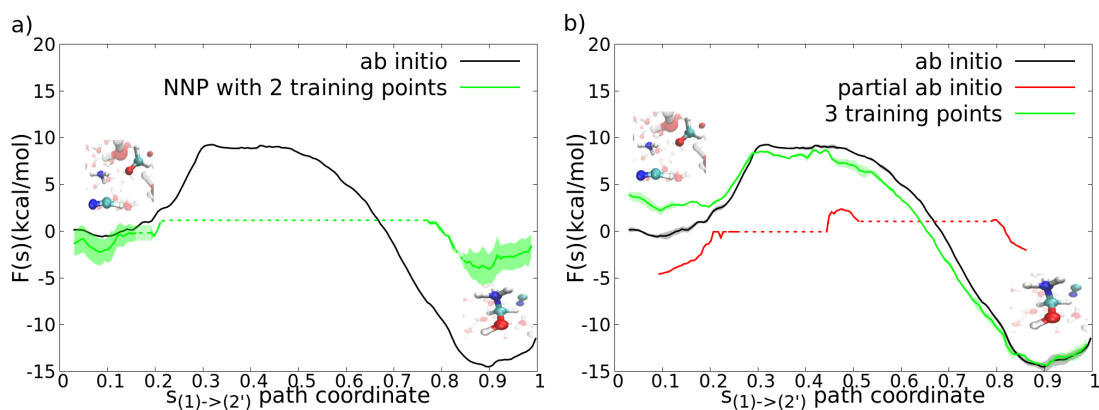 a)
F(s)(kcal/mol)
20
15
10
5
0
-5
-10
-15
ab initio
NNP with 2 training points
0 0.1 0.2 0.3 0.4 0.5 0.6 0.7 0.8 0.9 1
s(1)->(2') path coordinate
b)
F(s)(kcal/mol)
20
15
10
5
0
-5
-10
-15
ab initio
partial ab initio
3 training points
0 0.1 0.2 0.3 0.4 0.5 0.6 0.7 0.8 0.9 1
s(1)->(2') path coordinate